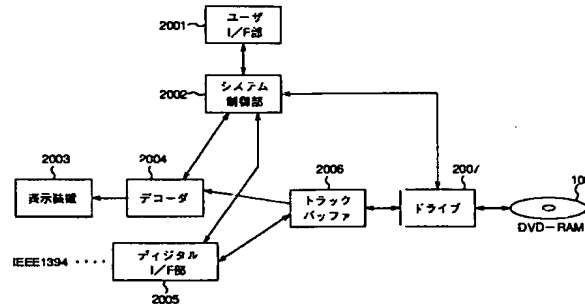 2001
ユーザ
I/F部
2002
システム
制御部
2003
表示装置
2004
デコーダ
2006
トラック
バッファ
2007
ドライブ
10
DVD-RAM
IEEE1394 ・・・・
ディジタル
I/F部
2005